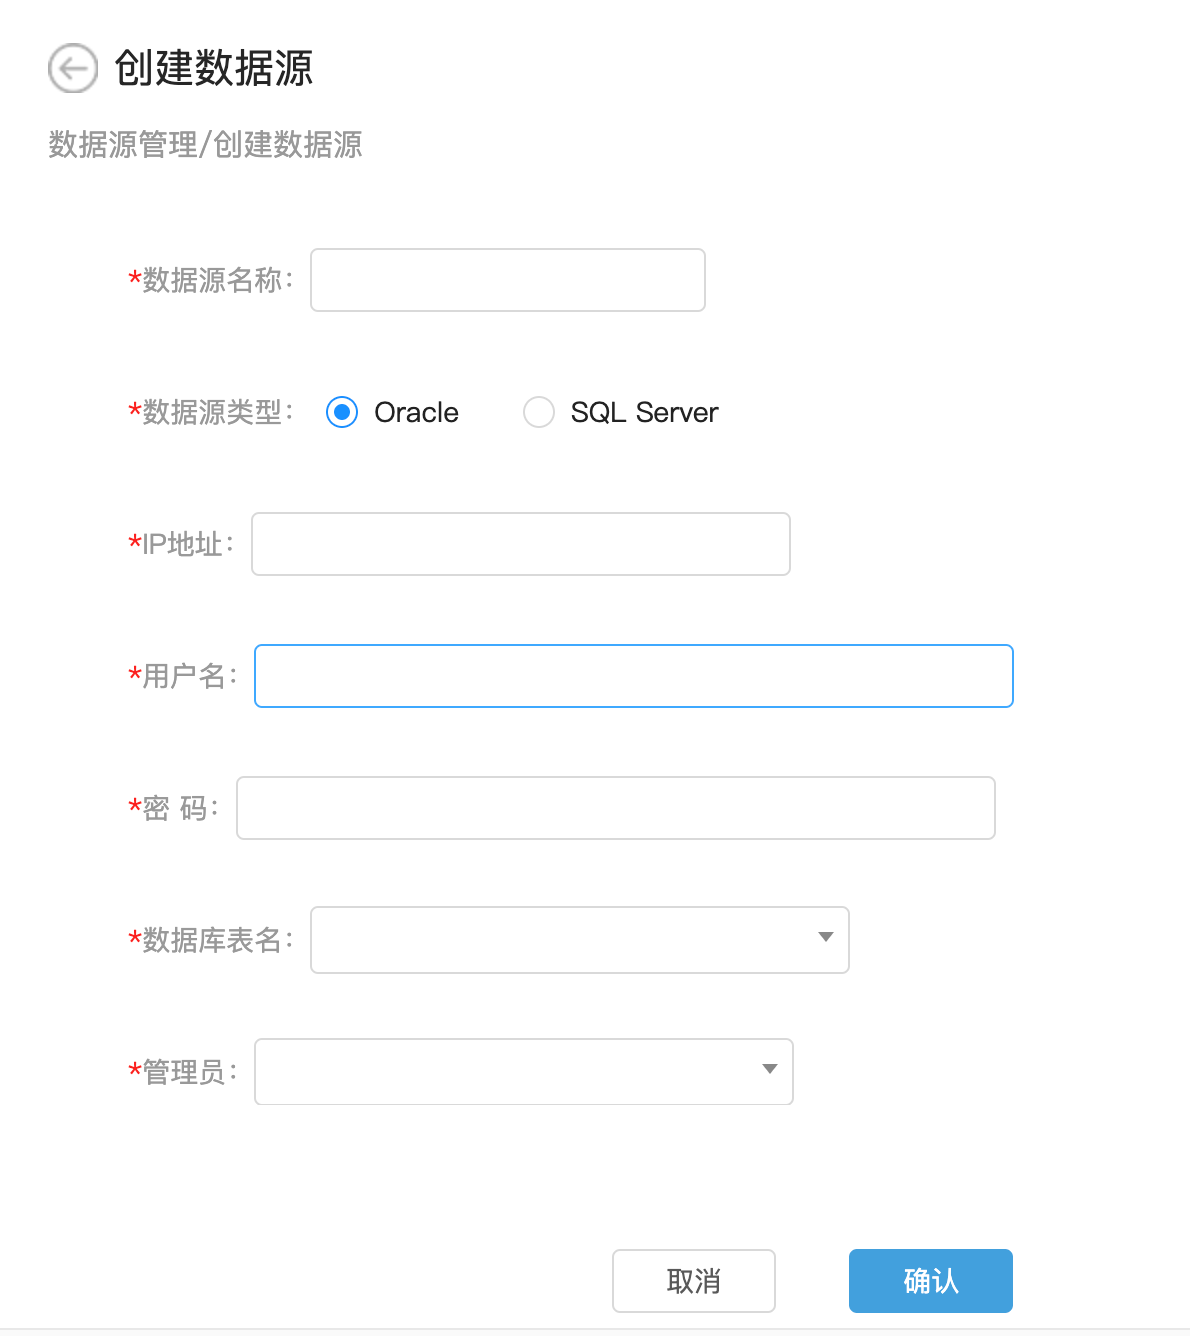 创建数据源
数据源管理/创建数据源
*数据源名称：
*数据源类型： Oracle SQL Server
*IP地址：
*用户名：
*密 码：
*数据库表名：
*管理员：
取消 确认